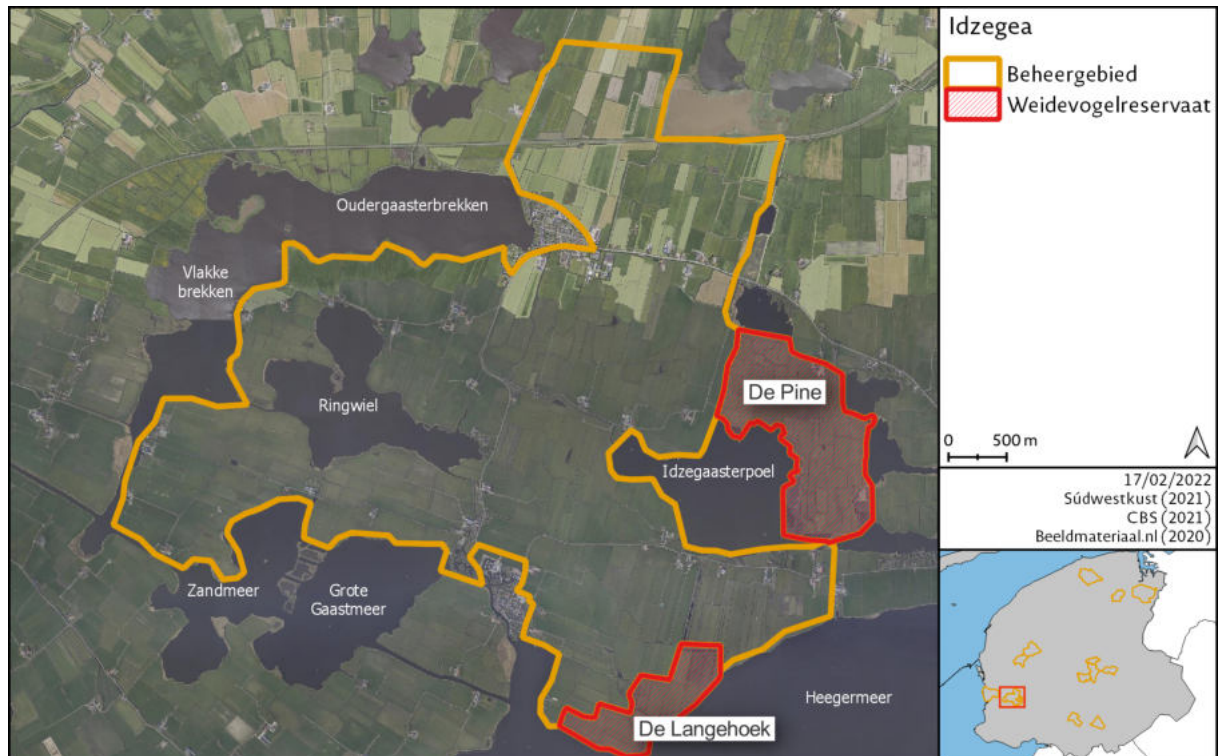 Idzegea
Beheergebied
Weidevogelreservaat
Oudergaasterbrekken
Vlakke
brekken
Ringwiel
De Pine
Idzegaasterpoel
Zandmeer
Grote
Gaastmeer
De Langehoek
Heegermeer
0 500 m
17/02/2022
Súdwestkust (2021)
CBS (2021)
Beeldmateriaal.nl (2020)